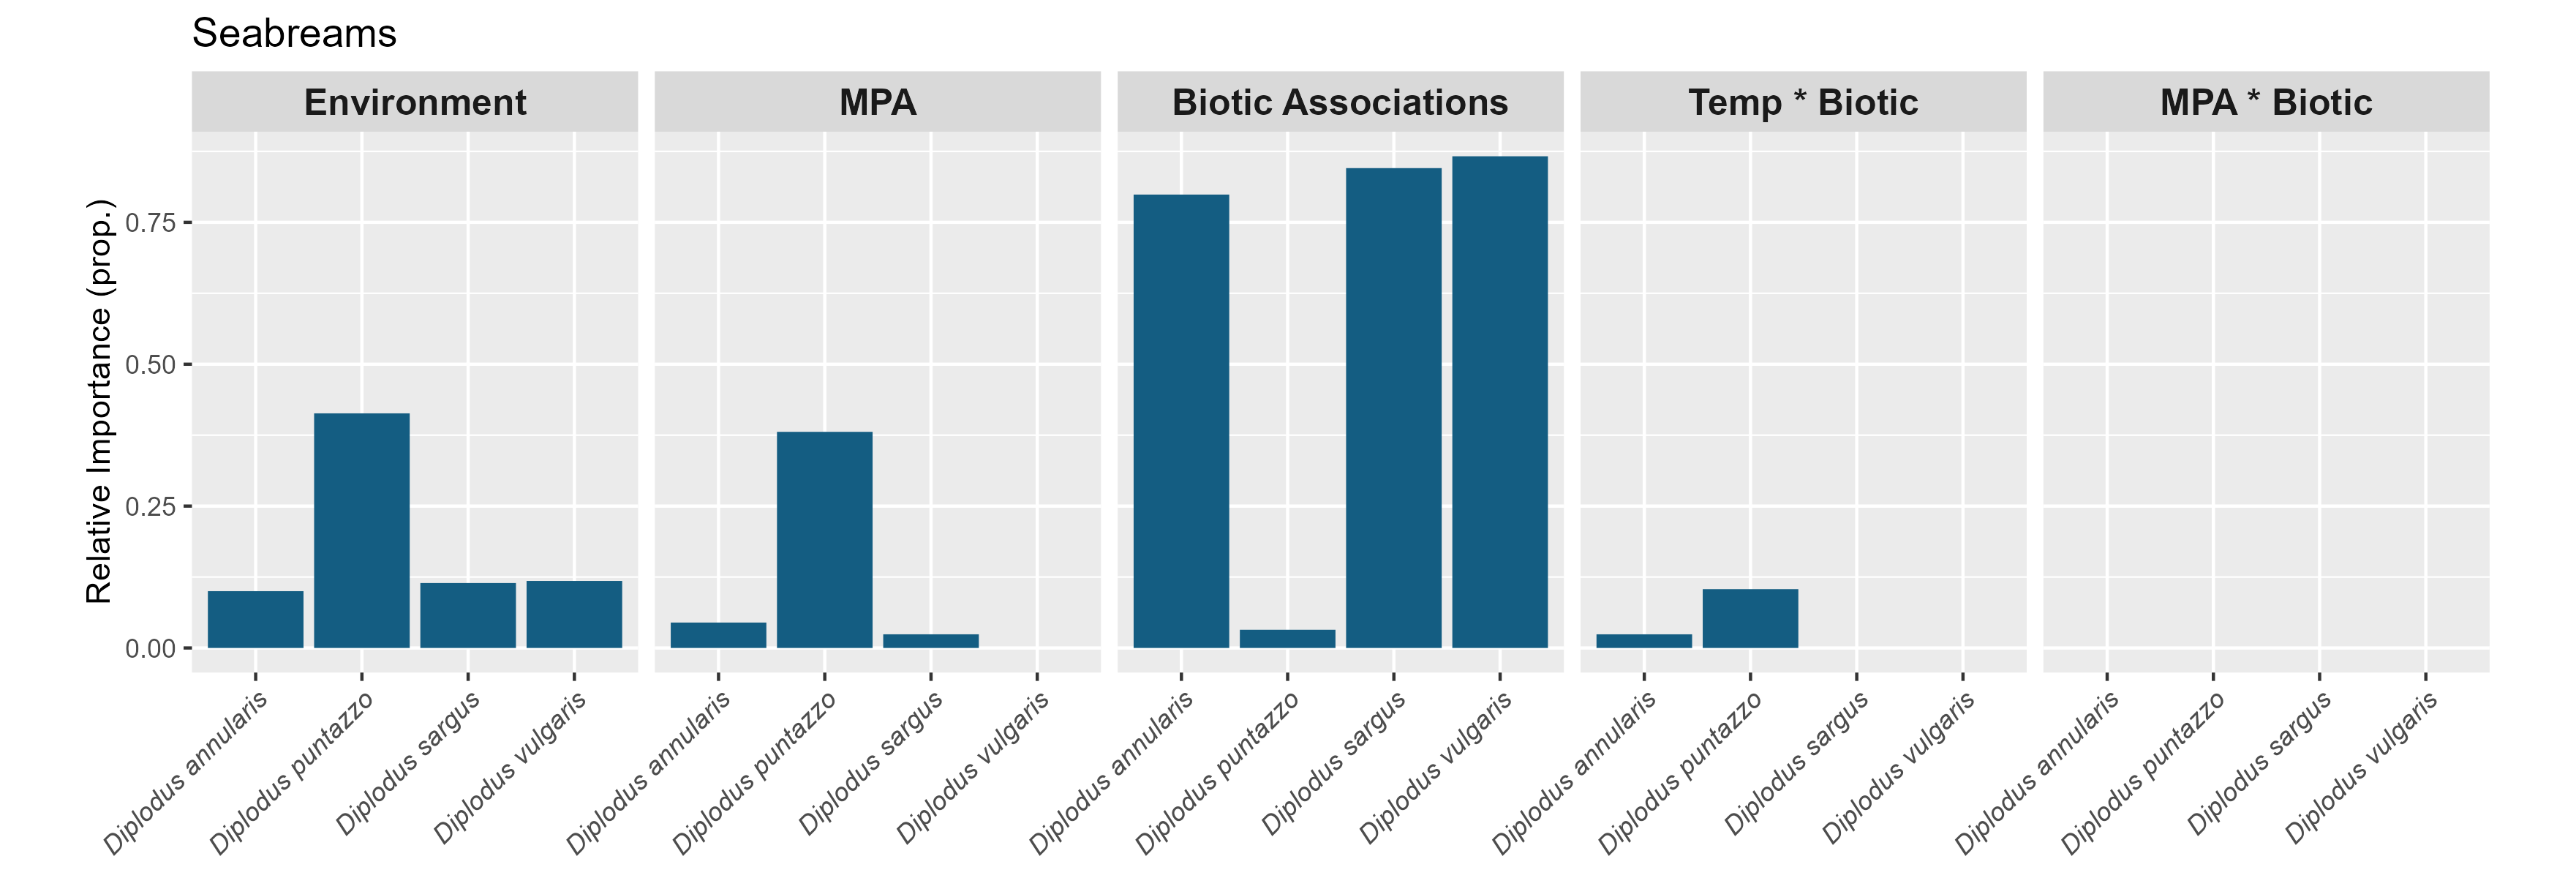 Seabreams
Environment
MPA
Biotic Associations
Temp * Biotic
MPA * Biotic
Relative Importance (prop.)
0.75
0.50
0.25
0.00
Diplodus annularis
Diplodus puntazzo
Diplodus sargus
Diplodus vulgaris
Diplodus annularis
Diplodus puntazzo
Diplodus sargus
Diplodus vulgaris
Diplodus annularis
Diplodus puntazzo
Diplodus sargus
Diplodus vulgaris
Diplodus annularis
Diplodus puntazzo
Diplodus sargus
Diplodus vulgaris
Diplodus annularis
Diplodus puntazzo
Diplodus sargus
Diplodus vulgaris